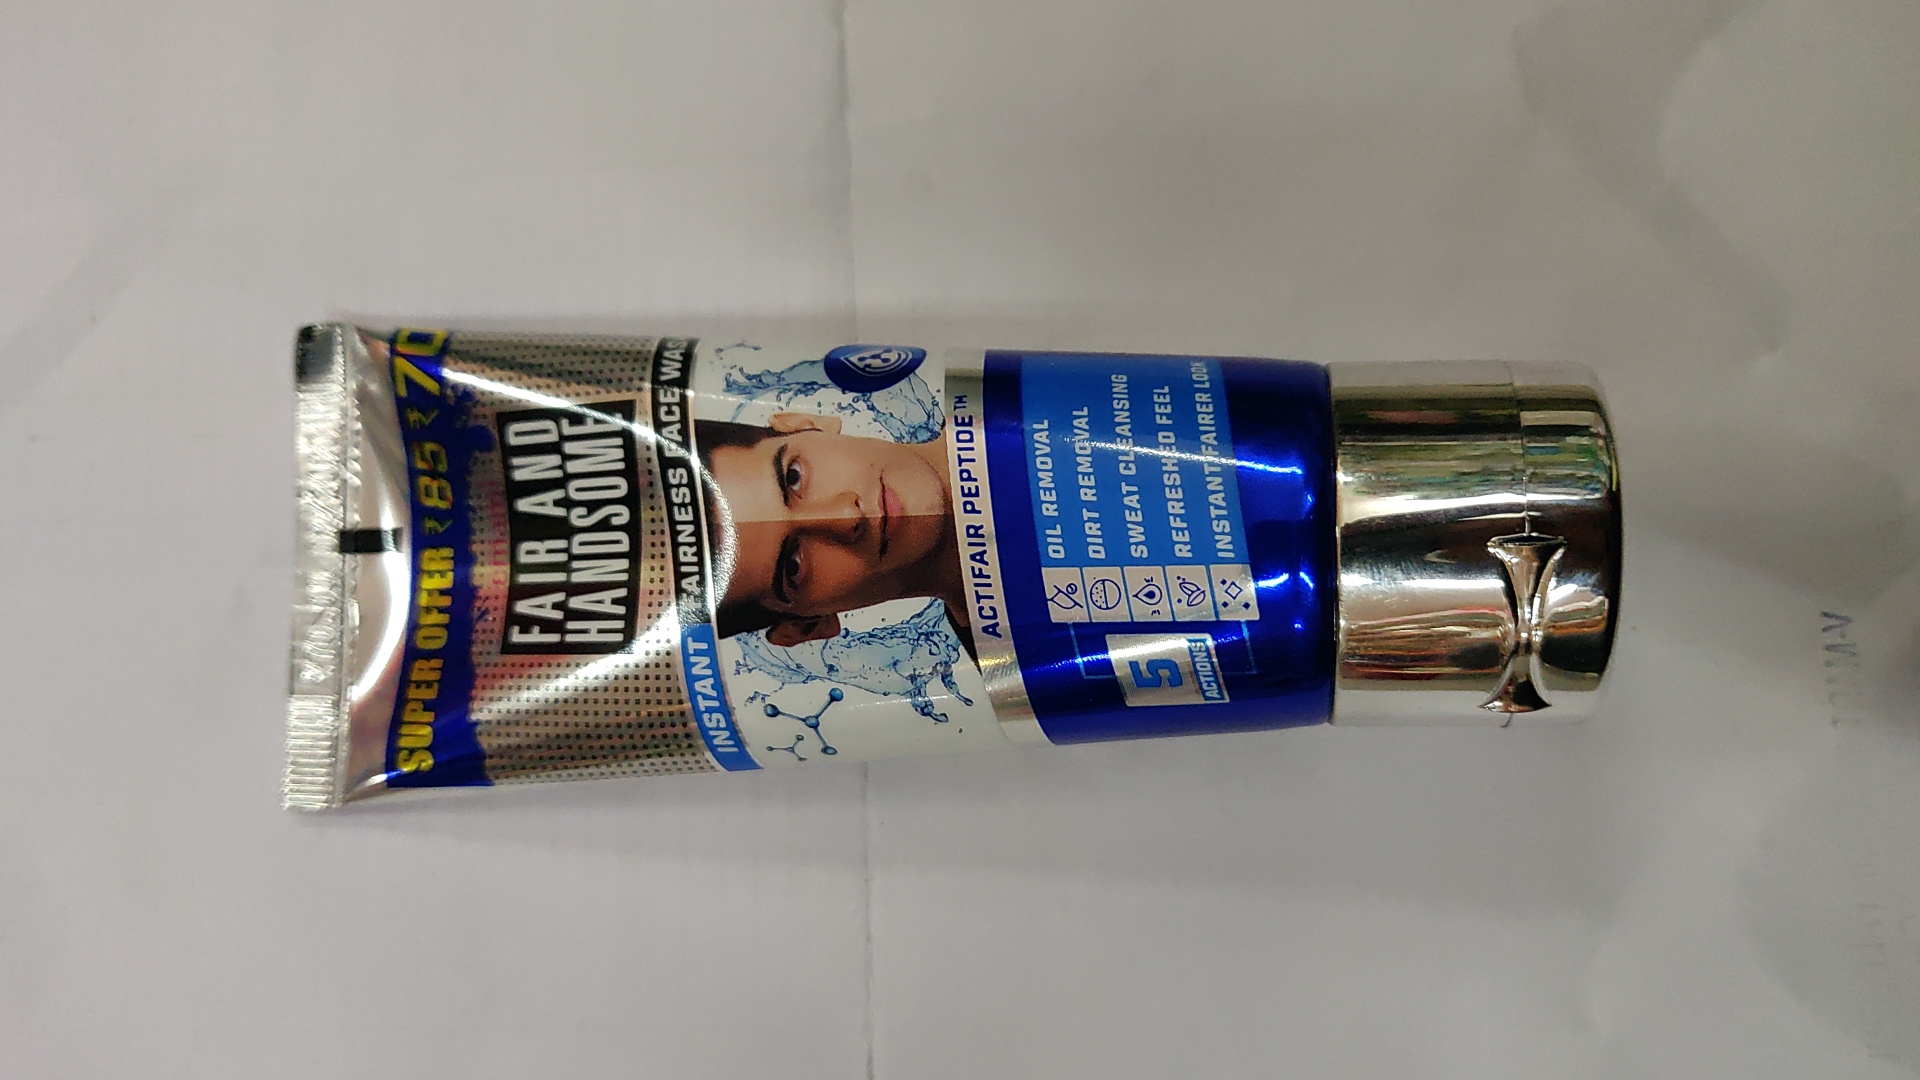 SUPER OFFER ₹85 ₹70
emami
FAIR AND
HANDSOME
INSTANT FAIRNESS FACE WAS
ACTIFAIR PEPTIDE™
5
ACTIONS
OIL REMOVAL
DIRT REMOVAL
SWEAT CLEANSING
REFRESHED FEEL
INSTANT FAIRER LOOK